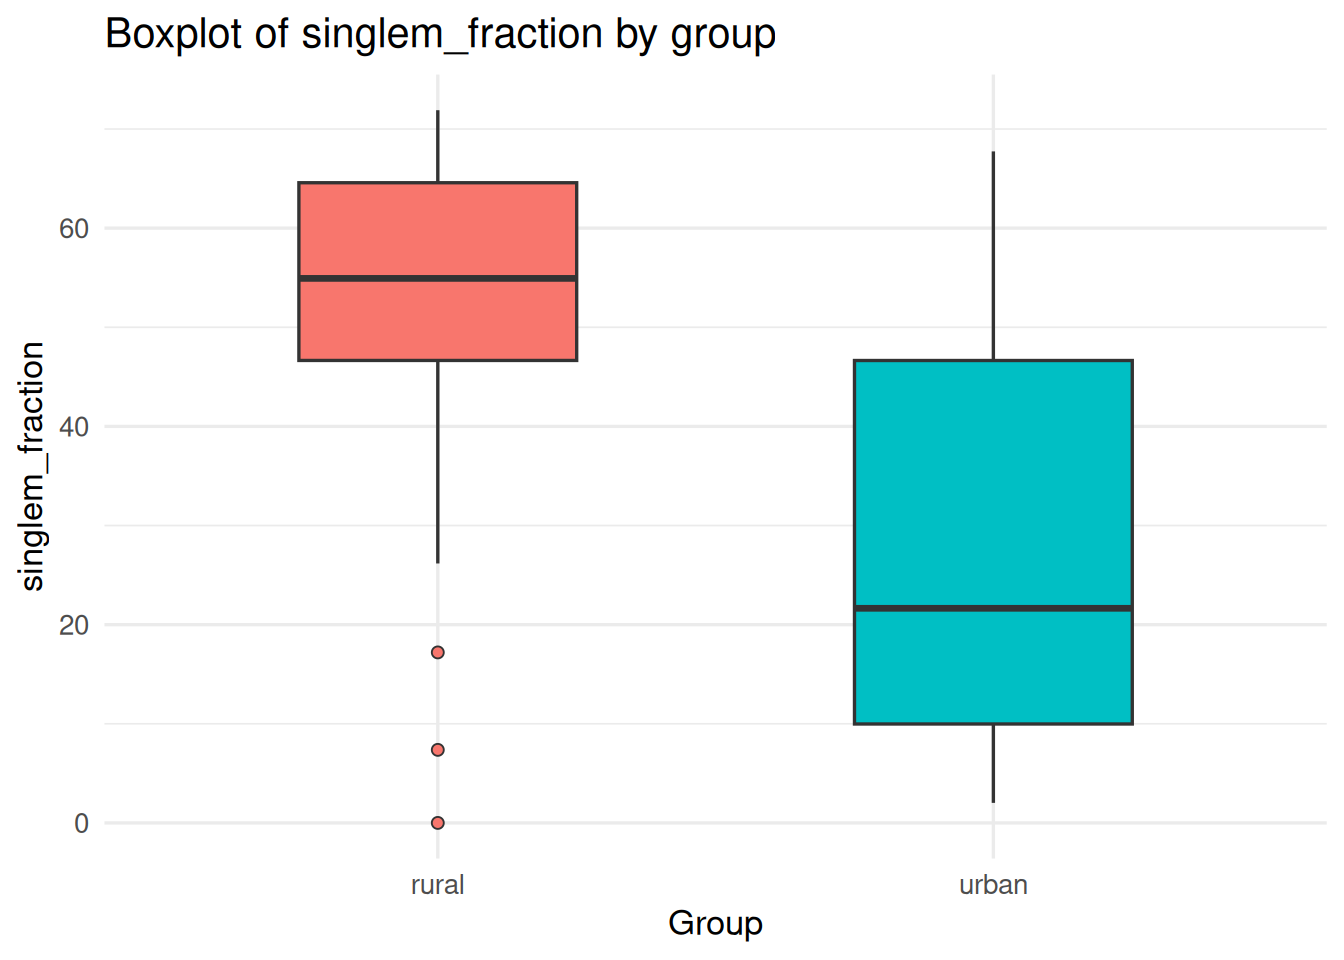 Boxplot of singlem_fraction by group
singlem_fraction
60
40
20
0
rural
urban
Group